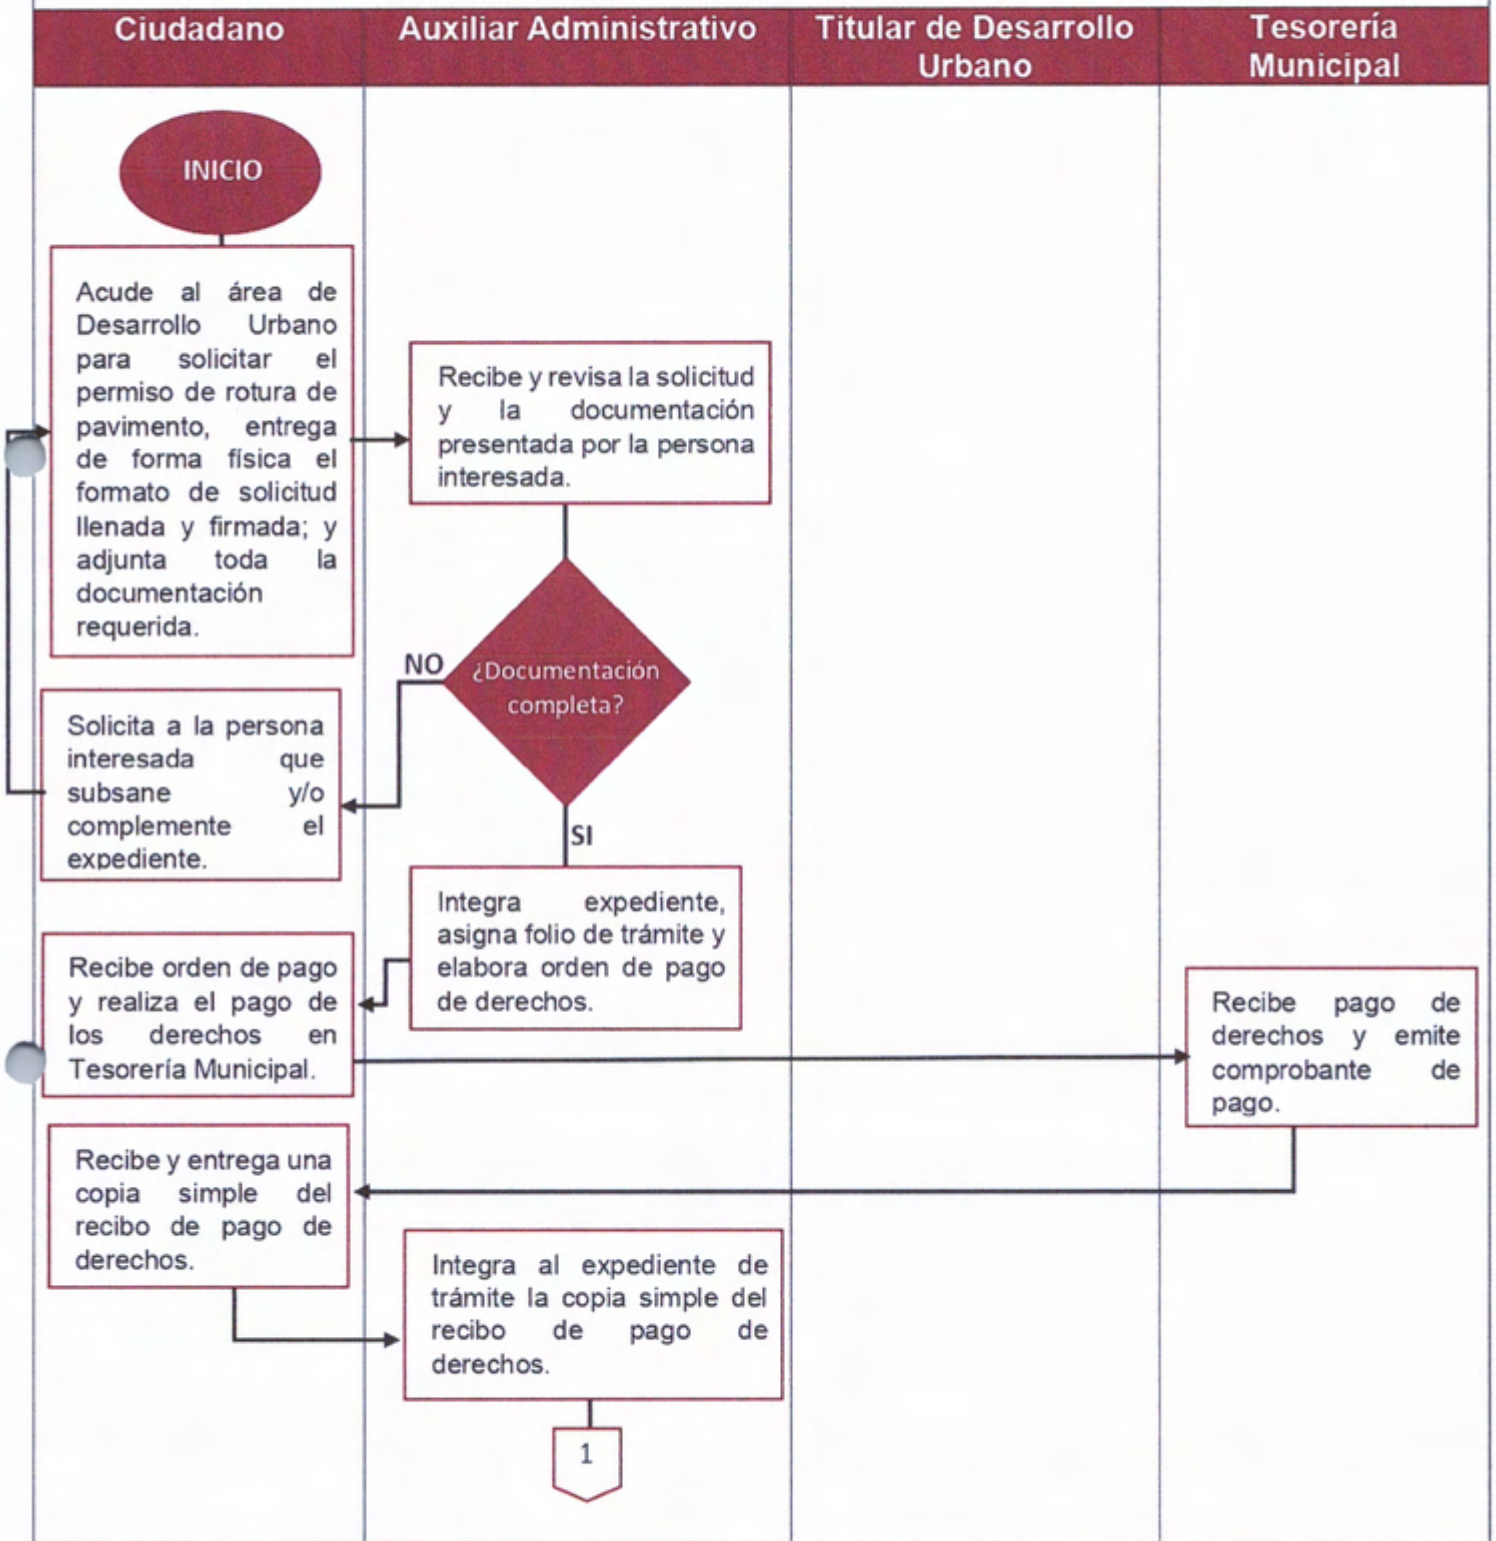 Ciudadano
Auxiliar Administrativo
Titular de Desarrollo
Urbano
Tesorería
Municipal
INICIO
Acude al área de
Desarrollo Urbano
para solicitar el
permiso de rotura de
pavimento, entrega
de forma física el
formato de solicitud
llenada y firmada; y
adjunta toda la
documentación
requerida.
Recibe y revisa la solicitud
y la documentación
presentada por la persona
interesada.
¿Documentación
completa?
NO
Solicita a la persona
interesada que
subsane y/o
complemente el
expediente.
SI
Integra expediente,
asigna folio de trámite y
elabora orden de pago
de derechos.
Recibe orden de pago
y realiza el pago de
los derechos en
Tesorería Municipal.
Recibe pago de
derechos y emite
comprobante de
pago.
Recibe y entrega una
copia simple del
recibo de pago de
derechos.
Integra al expediente de
trámite la copia simple del
recibo de pago de
derechos.
1